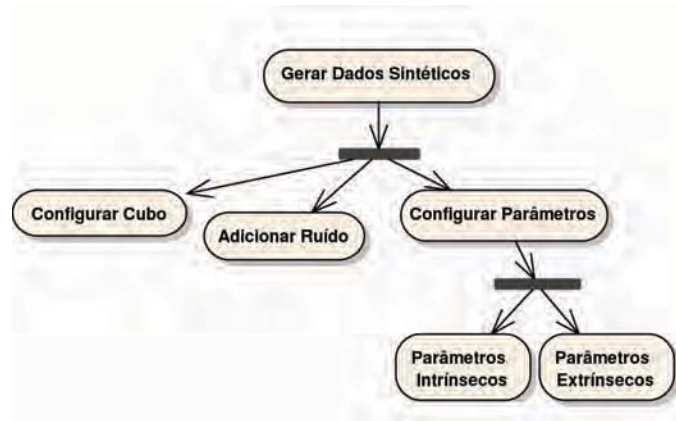 Gerar Dados Sintéticos
Configurar Cubo
Adicionar Ruído
Configurar Parâmetros
Parâmetros
Intrínsecos
Parâmetros
Extrínsecos